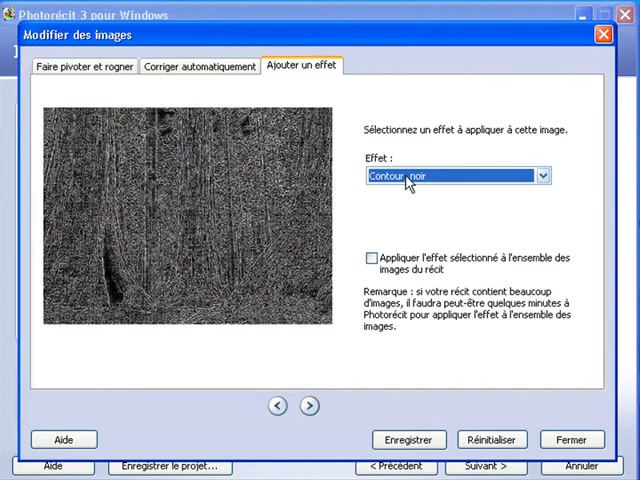 Photorécit 3 pour Windows
Modifier des images
Faire pivoter et rogner
Corriger automatiquement
Ajouter un effet
Sélectionnez un effet à appliquer à cette image.
Effet :
Contour noir
Appliquer l'effet sélectionné à l'ensemble des
images du récit
Remarque : si votre récit contient beaucoup
d'images, il faudra peut-être quelques minutes à
Photorécit pour appliquer l'effet à l'ensemble des
images.
Aide
Enregistrer
Réinitialiser
Fermer
Aide
Enregistrer le projet...
< Précédent
Suivant >
Annuler